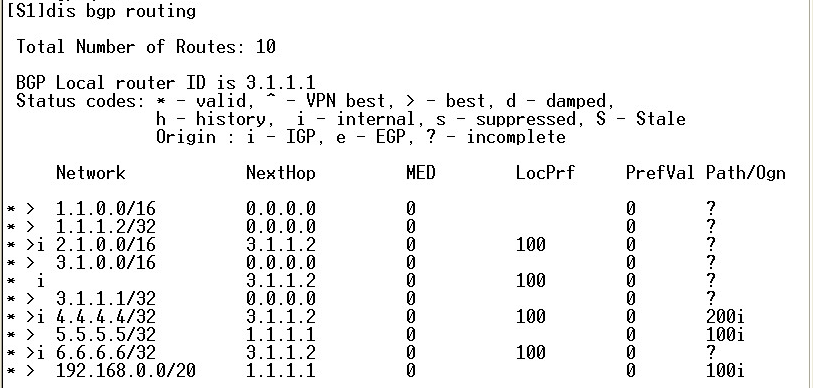 [S1]dis bgp routing
Total Number of Routes: 10
BGP Local router ID is 3.1.1.1
Status codes: * - valid, ^ - VPN best, > - best, d - damped,
h - history,  i - internal, s - suppressed, S - Stale
Origin : i - IGP, e - EGP, ? - incomplete
Network            NextHop         MED        LocPrf     PrefVal Path/Ogn
* >  1.1.0.0/16         0.0.0.0         0                     0      ?
* >  1.1.1.2/32         0.0.0.0         0                     0      ?
* >i 2.1.0.0/16         3.1.1.2         0          100        0      ?
* >  3.1.0.0/16         0.0.0.0         0                     0      ?
*  i                    3.1.1.2         0          100        0      ?
* >  3.1.1.1/32         0.0.0.0         0                     0      ?
* >i 4.4.4.4/32         3.1.1.2         0          100        0      200i
* >  5.5.5.5/32         1.1.1.1         0                     0      100i
* >i 6.6.6.6/32         3.1.1.2         0          100        0      ?
* >  192.168.0.0/20     1.1.1.1         0                     0      100i